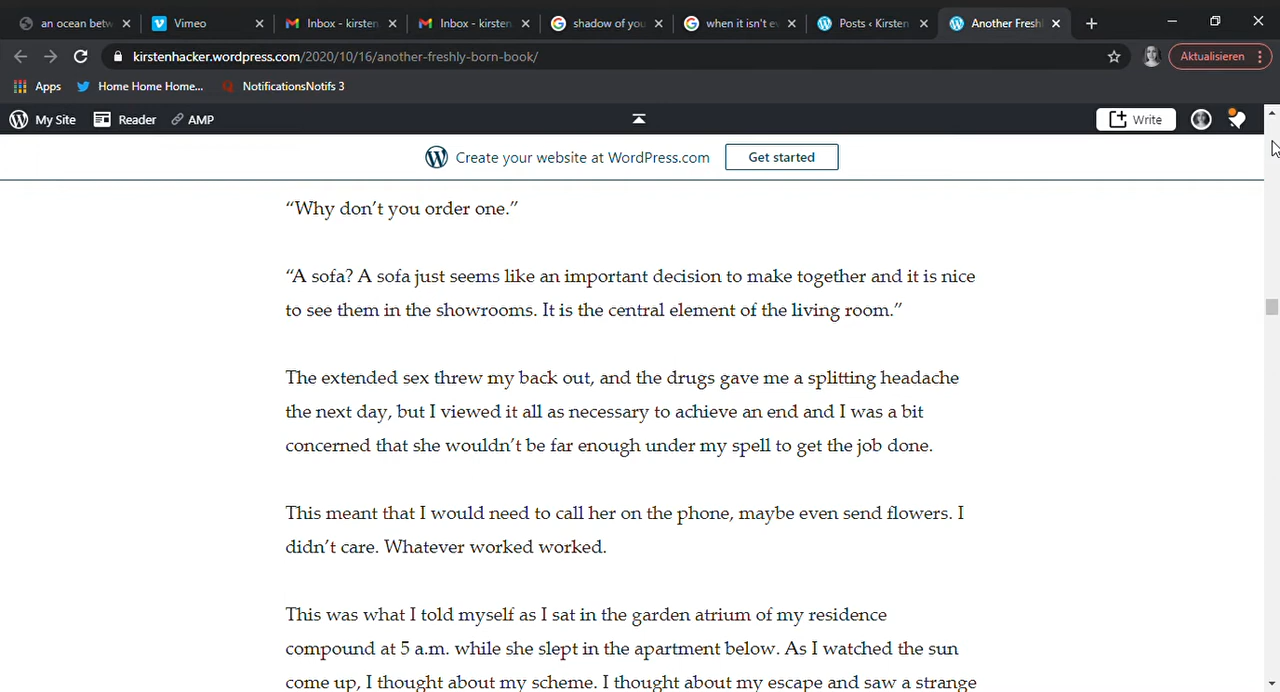 an ocean betw
Vimeo
Inbox - kirsten
Inbox - kirsten
shadow of you
when it isn't ev
Posts ‹ Kirsten
Another Freshl
kirstenhacker.wordpress.com/2020/10/16/another-freshly-born-book/
Aktualisieren
Apps
Home Home Home...
NotificationsNotifs 3
My Site
Reader
AMP
Write
Create your website at WordPress.com
Get started
“Why don’t you order one.”
“A sofa? A sofa just seems like an important decision to make together and it is nice
to see them in the showrooms. It is the central element of the living room.”
The extended sex threw my back out, and the drugs gave me a splitting headache
the next day, but I viewed it all as necessary to achieve an end and I was a bit
concerned that she wouldn’t be far enough under my spell to get the job done.
This meant that I would need to call her on the phone, maybe even send flowers. I
didn’t care. Whatever worked worked.
This was what I told myself as I sat in the garden atrium of my residence
compound at 5 a.m. while she slept in the apartment below. As I watched the sun
come up, I thought about my scheme. I thought about my escape and saw a strange